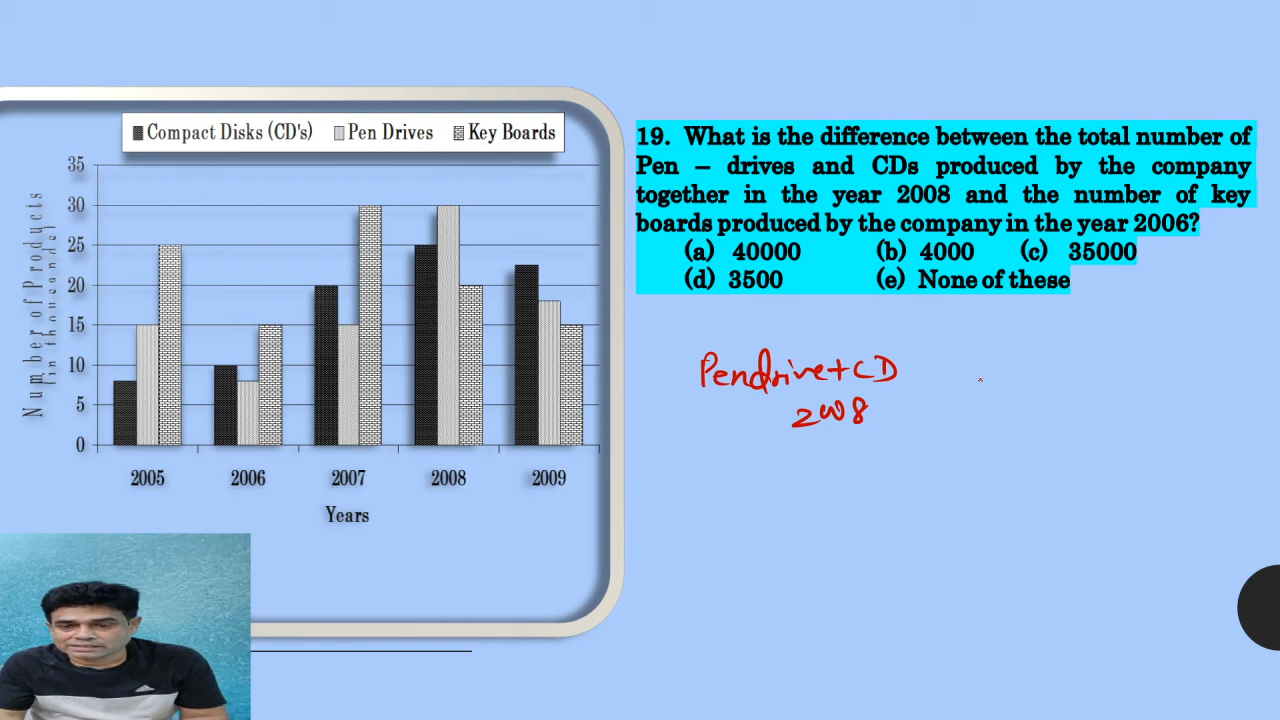 Compact Disks (CD's) Pen Drives Key Boards
35
30
25
20
15
10
5
0
Number of Products
(in thousands)
2005 2006 2007 2008 2009
Years
19. What is the difference between the total number of
Pen – drives and CDs produced by the company
together in the year 2008 and the number of key
boards produced by the company in the year 2006?
(a) 40000 (b) 4000 (c) 35000
(d) 3500 (e) None of these
Pendrive+CD
2008